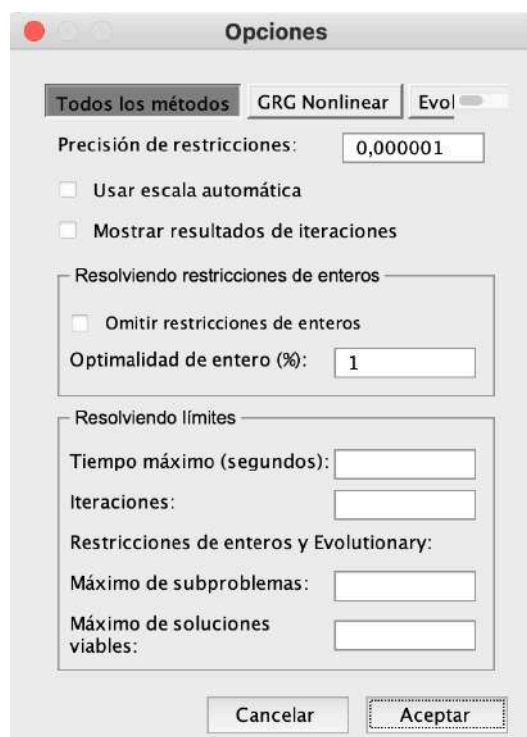 Opciones
Todos los métodos GRG Nonlinear Evol
Precisión de restricciones: 0,000001
Usar escala automática
Mostrar resultados de iteraciones
Resolviendo restricciones de enteros
Omitir restricciones de enteros
Optimalidad de entero (%): 1
Resolviendo límites
Tiempo máximo (segundos):
Iteraciones:
Restricciones de enteros y Evolutionary:
Máximo de subproblemas:
Máximo de soluciones
viables:
Cancelar Aceptar